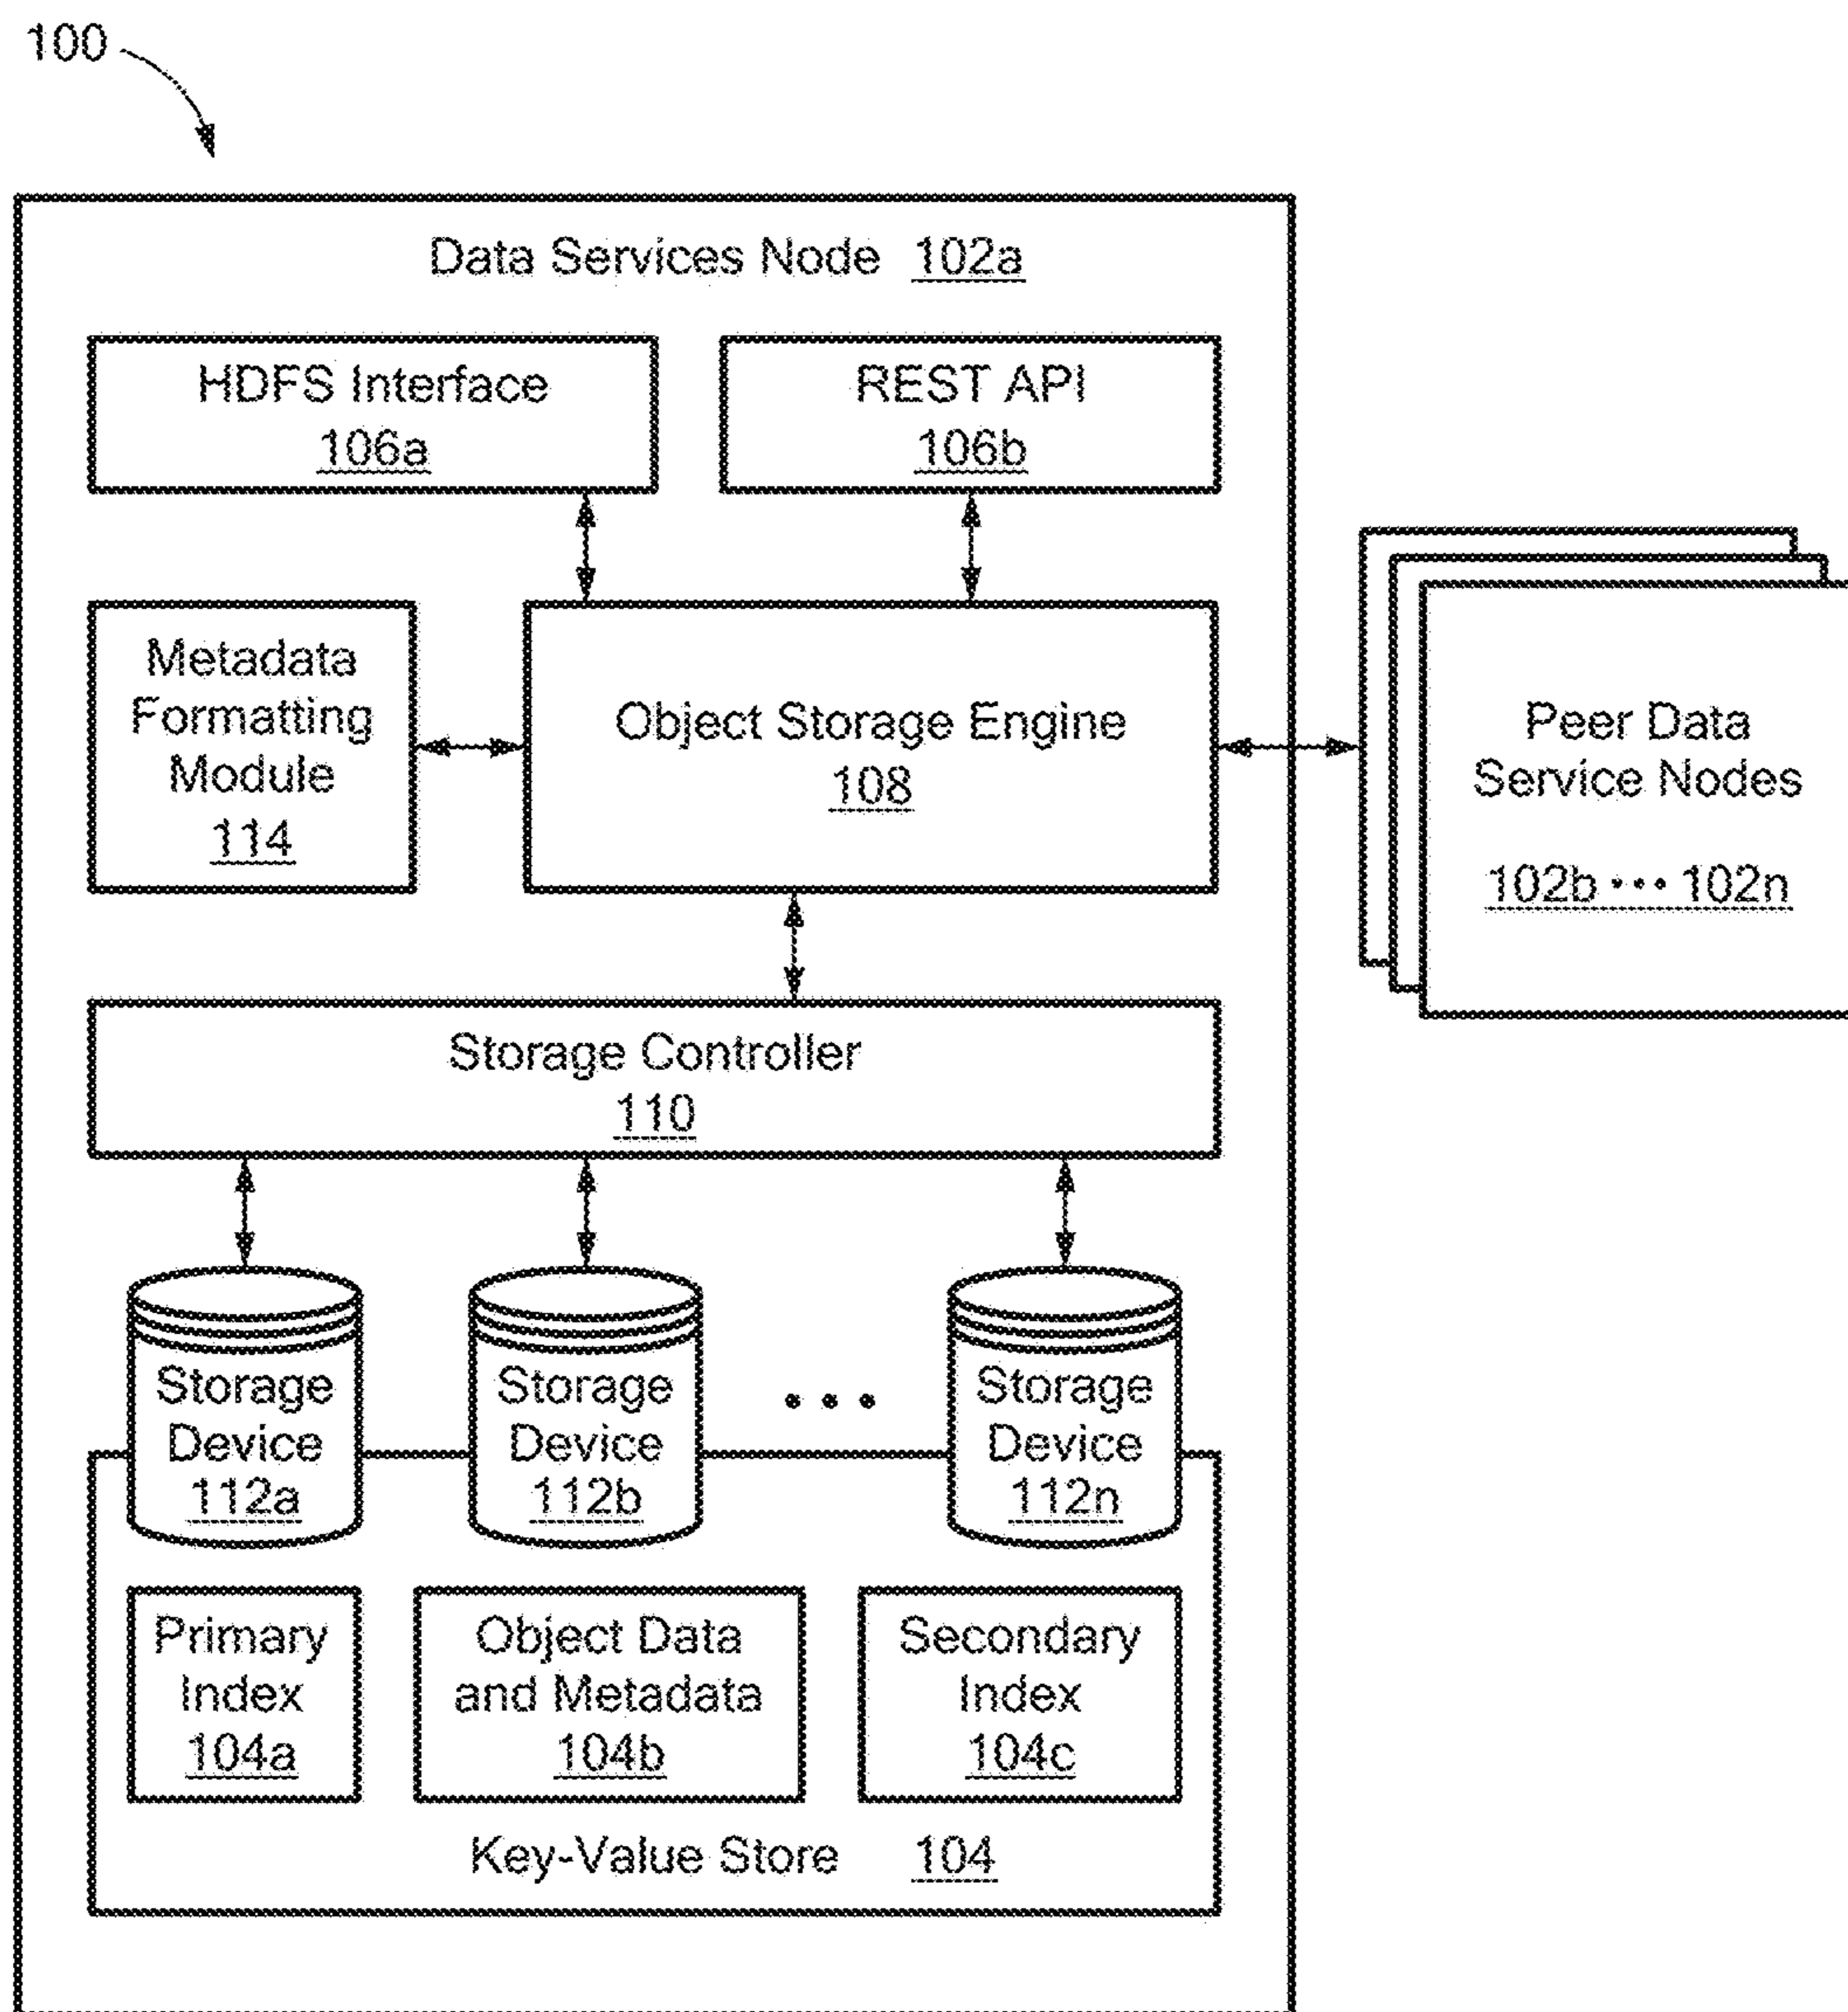 100
Data Services Node 102a
HDFS Interface
106a
REST API
106b
Metadata
Formatting
Module
114
Object Storage Engine
108
Peer Data
Service Nodes
102b ••• 102n
Storage Controller
110
Storage
Device
112a
Storage
Device
112b
• • •
Storage
Device
112n
Primary
Index
104a
Object Data
and Metadata
104b
Secondary
Index
104c
Key-Value Store 104